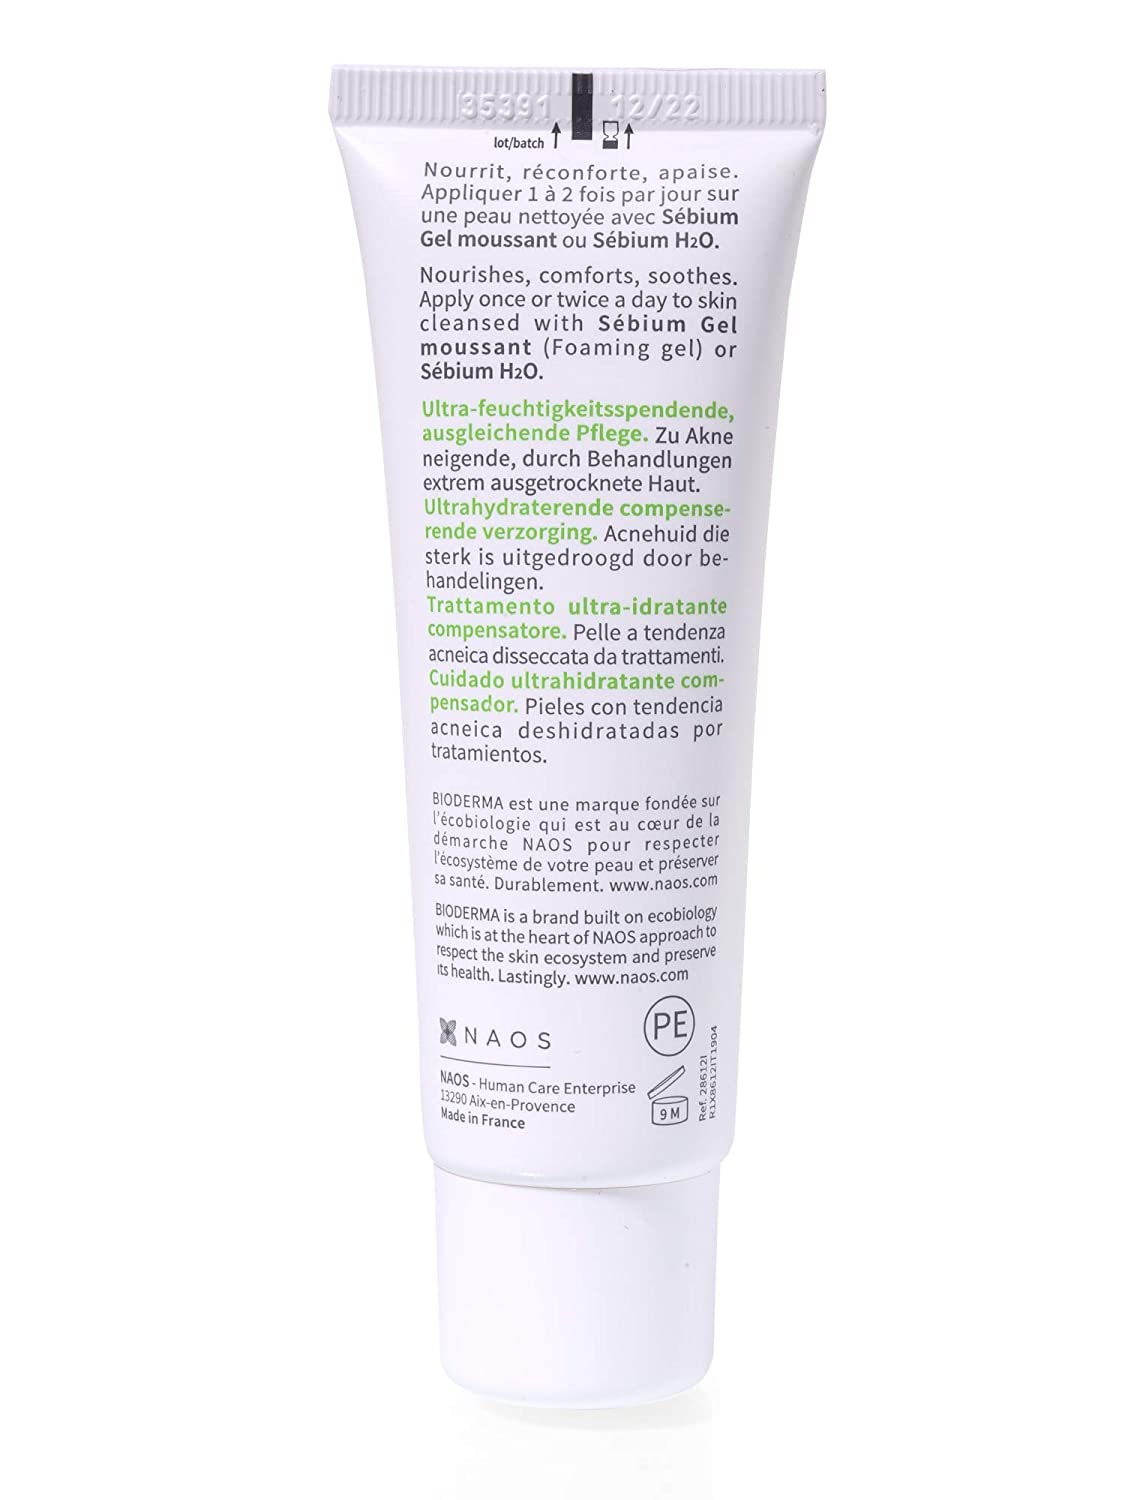 35391 12/22
lot/batch
Nourrit, réconforte, apaise.
Appliquer 1 à 2 fois par jour sur
une peau nettoyée avec Sébium
Gel moussant ou Sébium H2O.
Nourishes, comforts, soothes.
Apply once or twice a day to skin
cleansed with Sébium Gel
moussant (Foaming gel) or
Sébium H2O.
Ultra-feuchtigkeitsspendende,
ausgleichende Pflege. Zu Akne
neigende, durch Behandlungen
extrem ausgetrocknete Haut.
Ultrahydraterende compense-
rende verzorging. Acnehuid die
sterk is uitgedroogd door be-
handelingen.
Trattamento ultra-idratante
compensatore. Pelle a tendenza
acneica disseccata da trattamenti.
Cuidado ultrahidratante com-
pensador. Pieles con tendencia
acneica deshidratadas por
tratamientos.
BIODERMA est une marque fondée sur
l'écobiologie qui est au cœur de la
démarche NAOS pour respecter
l'écosystème de votre peau et préserver
sa santé. Durablement. www.naos.com
BIODERMA is a brand built on ecobiology
which is at the heart of NAOS approach to
respect the skin ecosystem and preserve
its health. Lastingly. www.naos.com
NAOS
PE
NAOS - Human Care Enterprise
13290 Aix-en-Provence
Made in France
9 M
Ref. 28612I
R1X8612IT1904